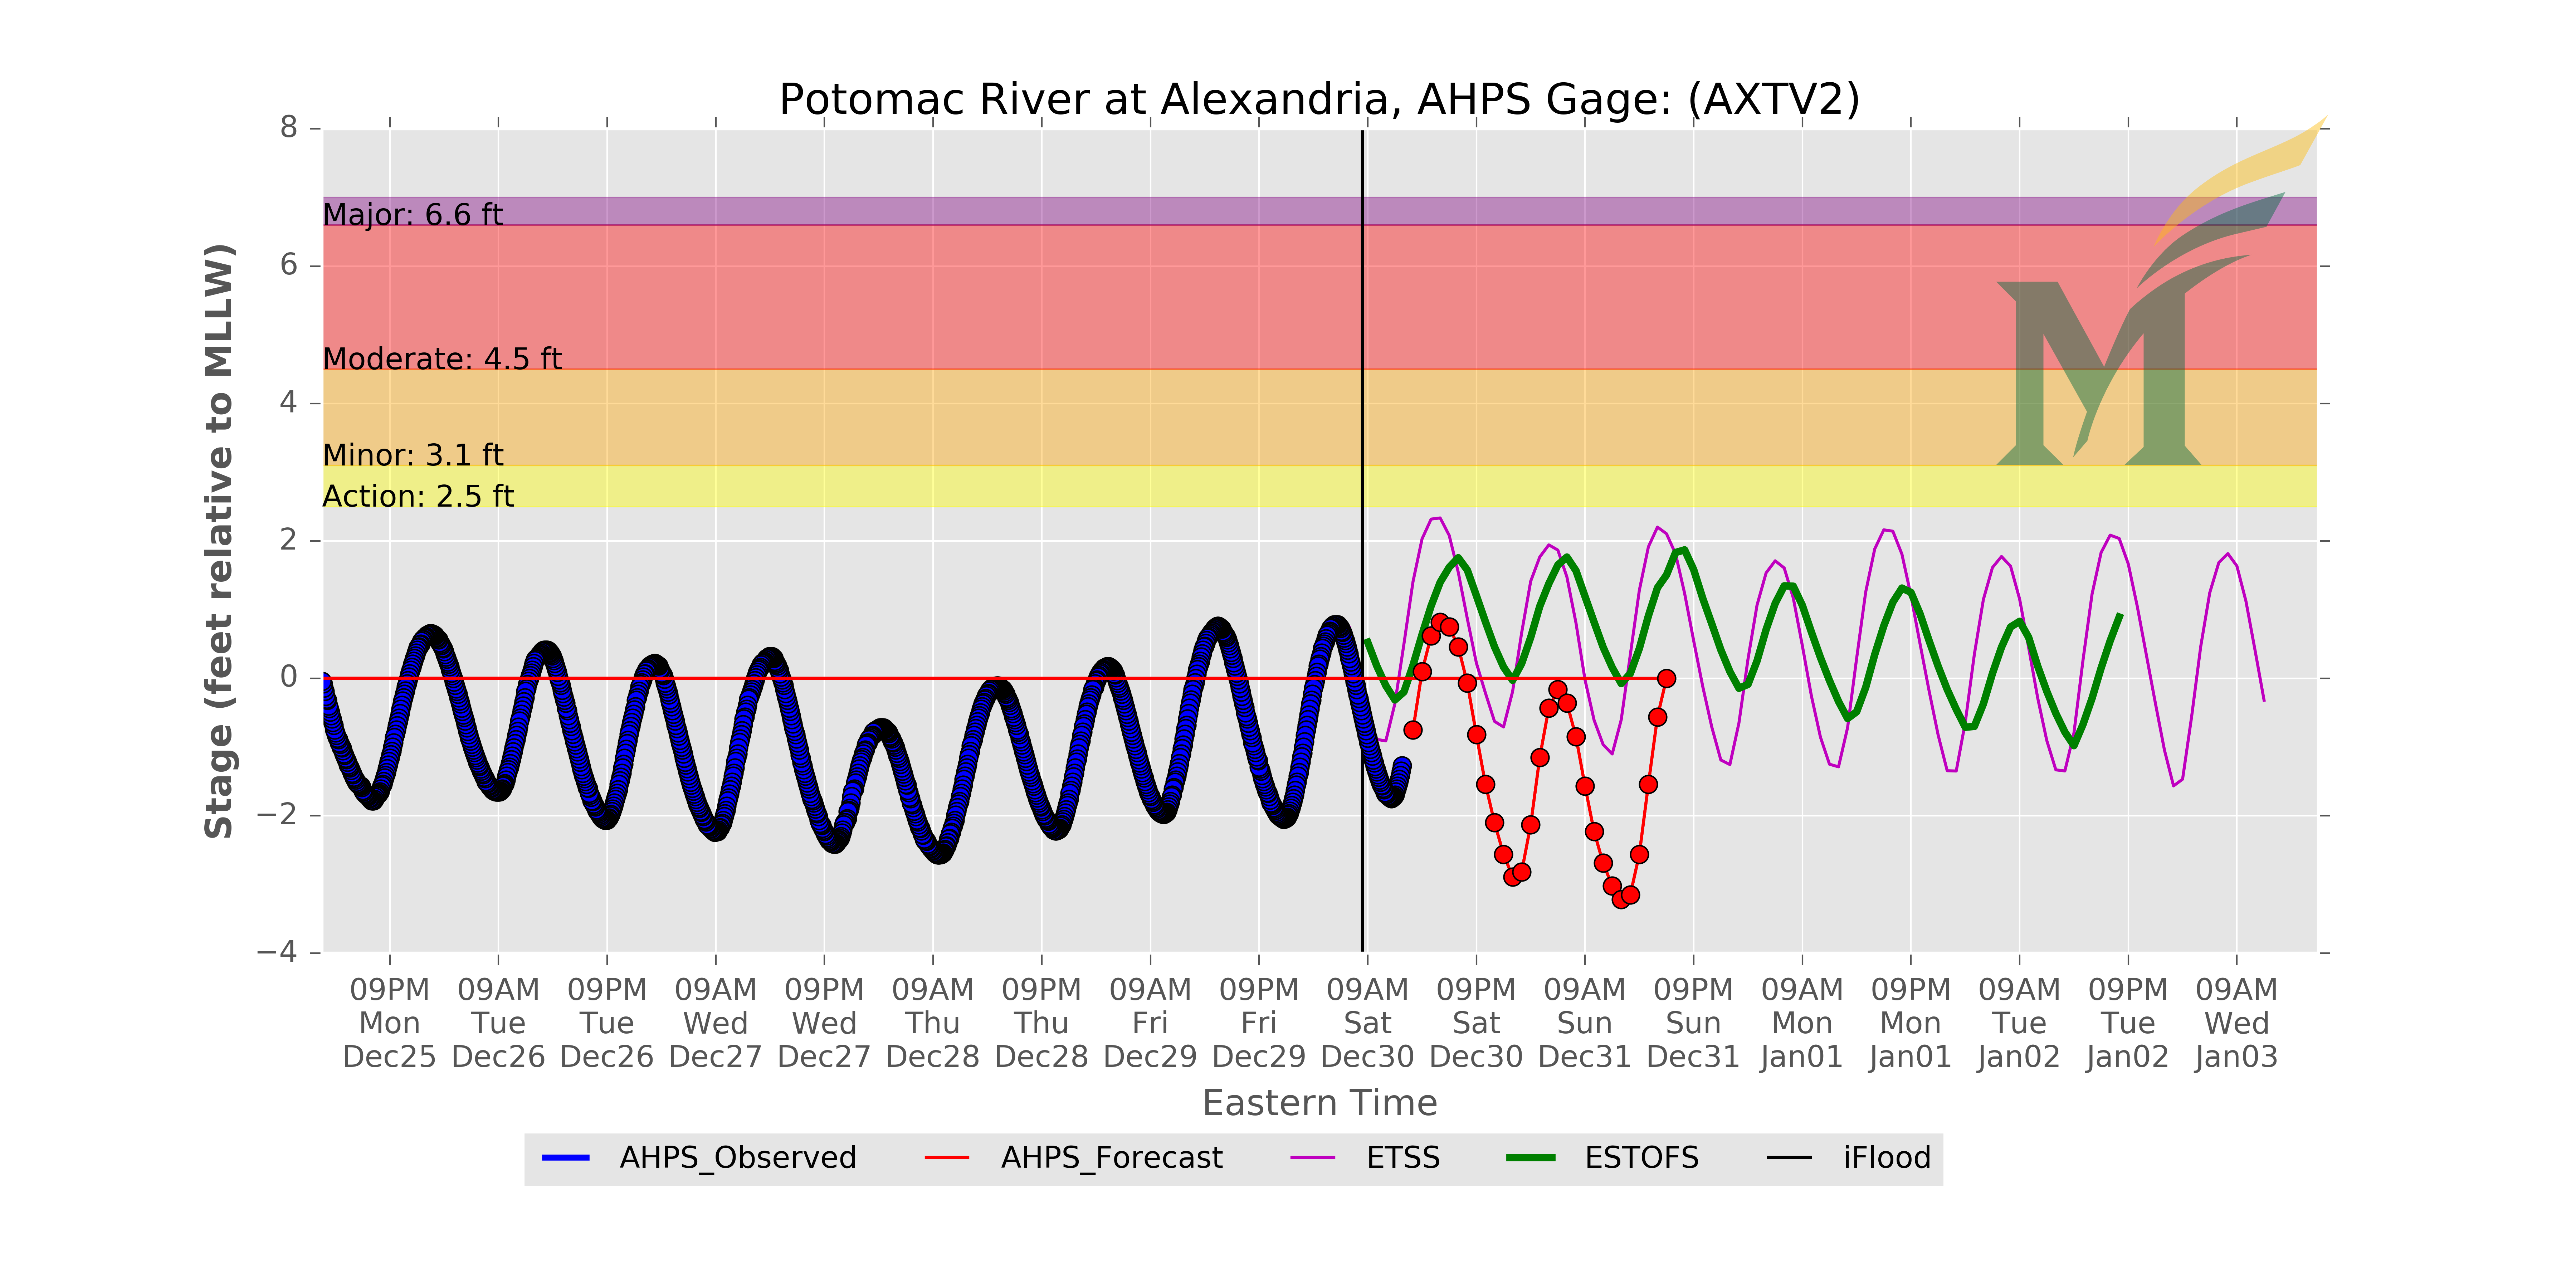 Potomac River at Alexandria, AHPS Gage: (AXTV2)
8
6
4
2
0
−2
−4
Stage (feet relative to MLLW)
Major: 6.6 ft
Moderate: 4.5 ft
Minor: 3.1 ft
Action: 2.5 ft
M
09PM 09AM 09PM 09AM 09PM 09AM 09PM 09AM 09PM 09AM 09PM 09AM 09PM 09AM 09PM 09AM 09PM 09AM
Mon Tue Tue Wed Wed Thu Thu Fri Fri Sat Sat Sun Sun Mon Mon Tue Tue Wed
Dec25 Dec26 Dec26 Dec27 Dec27 Dec28 Dec28 Dec29 Dec29 Dec30 Dec30 Dec31 Dec31 Jan01 Jan01 Jan02 Jan02 Jan03
Eastern Time
AHPS_Observed AHPS_Forecast ETSS ESTOFS iFlood